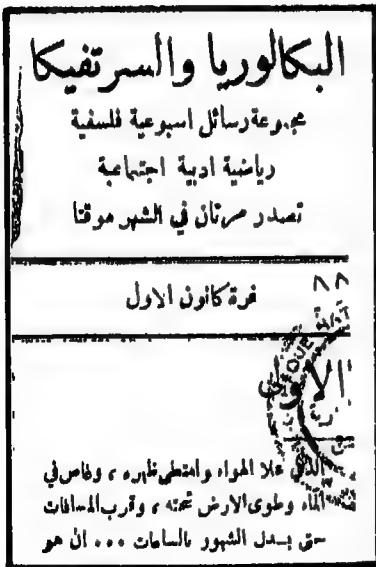 البكالوريا والسرتفيكا
مجموعة رسائل اسبوعية فلسفية
رياضية ادبية اجتماعية
تصدر مرتان في الشهر موقتا
٨٨
غرة كانون الاول
علا الهواء وامتطى ظهره ، وغاص في
الماء وطوى الارض تحته ، وقرب المسافات
حتى بدل الشهور بالساعات ٠٠٠ ان هو